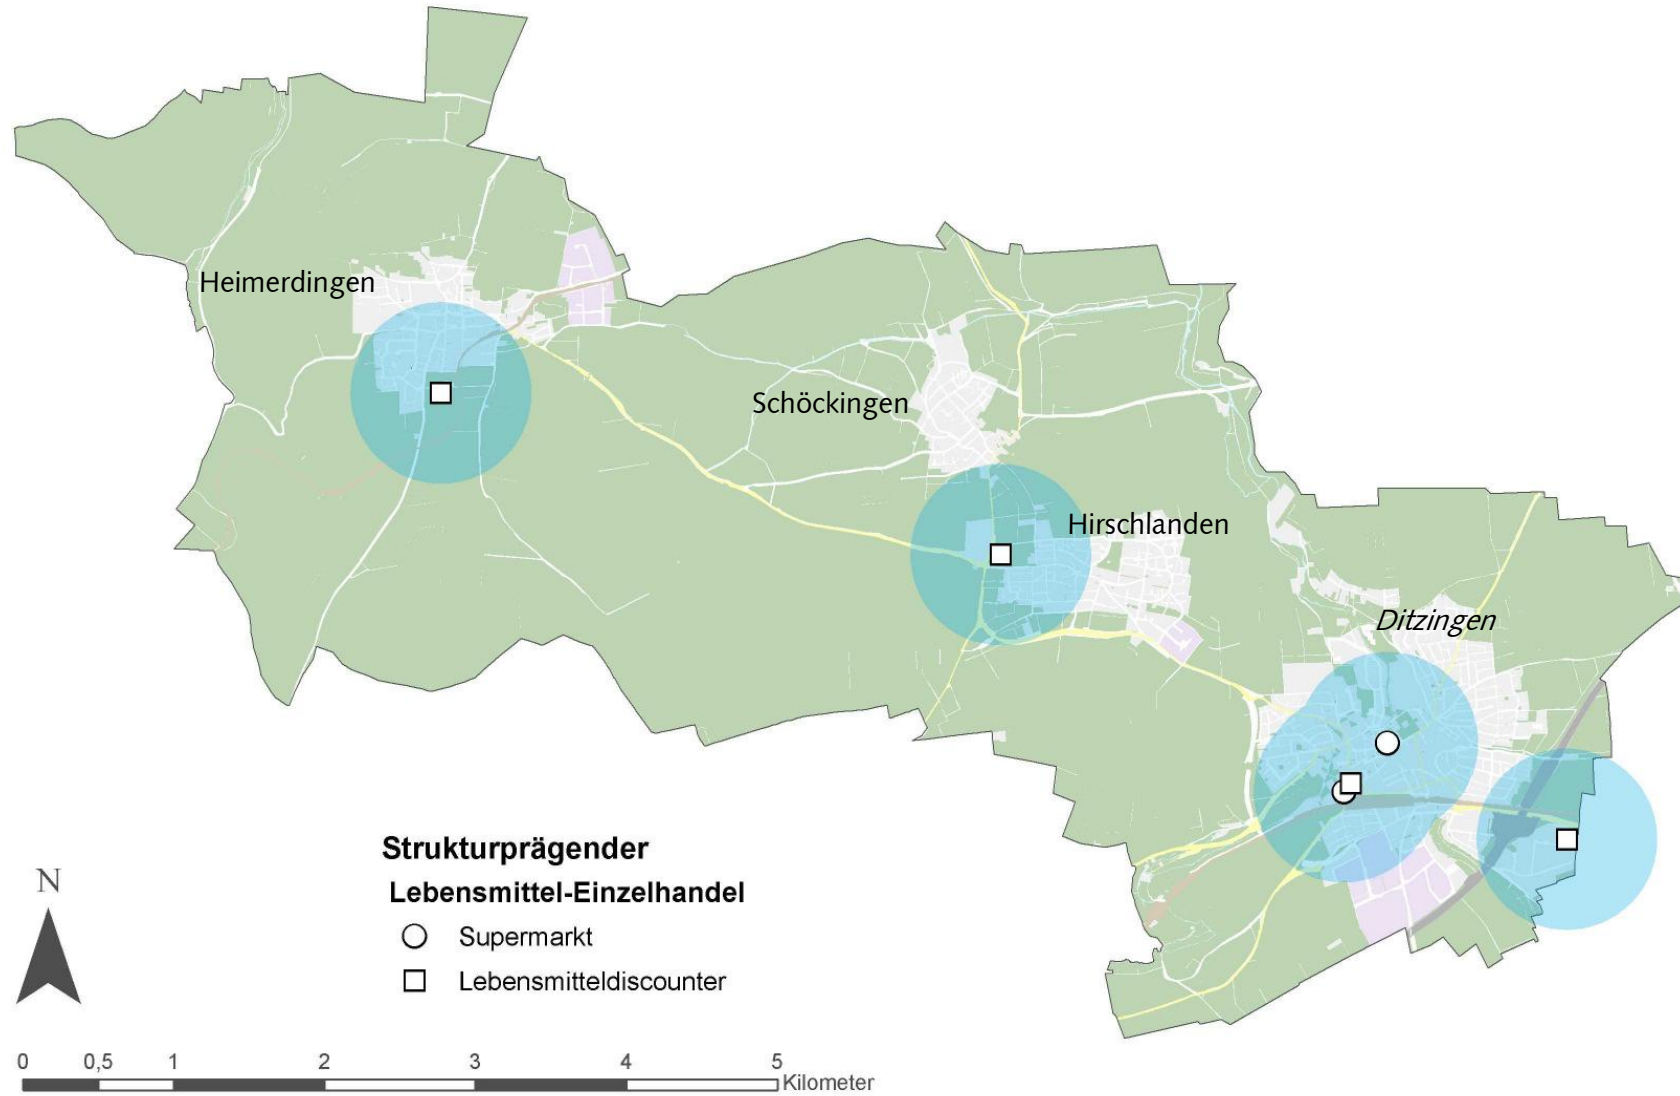 Heimerdingen
Schöckingen
Hirschlanden
Ditzingen
Strukturprägender
Lebensmittel-Einzelhandel
Supermarkt
Lebensmitteldiscounter
N
0 0,5 1 2 3 4 5
Kilometer